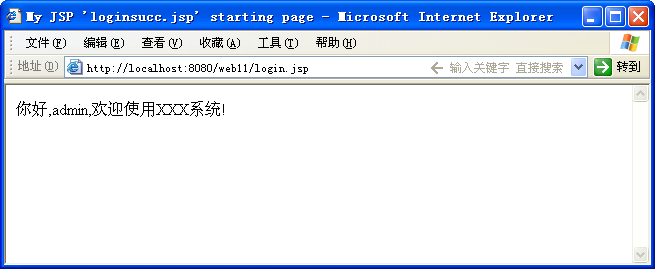 My JSP 'loginsucc.jsp' starting page - Microsoft Internet Explorer
文件(F) 编辑(E) 查看(V) 收藏(A) 工具(T) 帮助(H)
地址(D) http://localhost:8080/web11/login.jsp 输入关键字 直接搜索 转到
你好,admin,欢迎使用XXX系统!